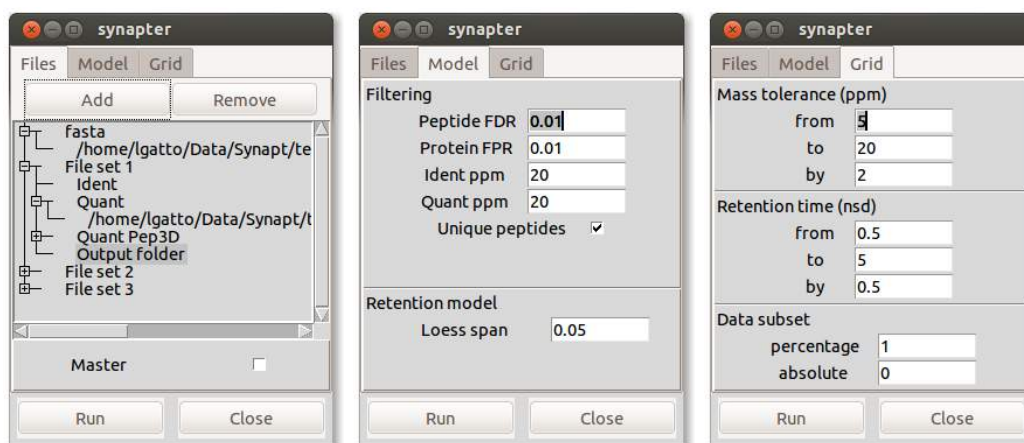 synapter
Files Model Grid
Add Remove
fasta
/home/lgatto/Data/Synapt/te
File set 1
Ident
Quant
/home/lgatto/Data/Synapt/t
Quant Pep3D
Output folder
File set 2
File set 3
Master
Run Close
synapter
Files Model Grid
Filtering
Peptide FDR 0.01
Protein FPR 0.01
Ident ppm 20
Quant ppm 20
Unique peptides
Retention model
Loess span 0.05
Run Close
synapter
Files Model Grid
Mass tolerance (ppm)
from 5
to 20
by 2
Retention time (nsd)
from 0.5
to 5
by 0.5
Data subset
percentage 1
absolute 0
Run Close